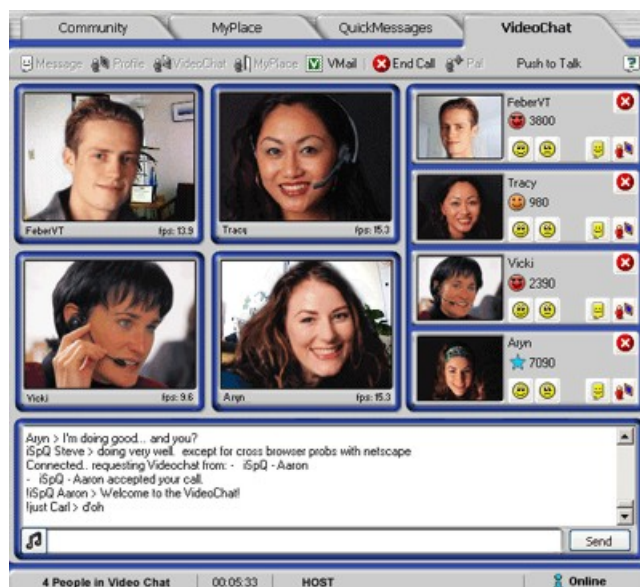 Community MyPlace QuickMessages VideoChat
Message Profile VideoChat MyPlace VMail End Call Pal Push to Talk ?
FeberVT fps: 13.9
Tracy fps: 15.3
Vicki fps: 9.6
Aryn fps: 15.3
FeberVT
3800
Tracy
980
Vicki
2390
Aryn
7090
Aryn > I'm doing good... and you?
iSpQ Steve > doing very well.  except for cross browser probs with netscape
Connected.. requesting Videochat from: -  iSpQ - Aaron
-  iSpQ - Aaron accepted your call.
!iSpQ Aaron > Welcome to the VideoChat!
!just Carl > d'oh
Send
4 People in Video Chat 00:05:33 HOST Online